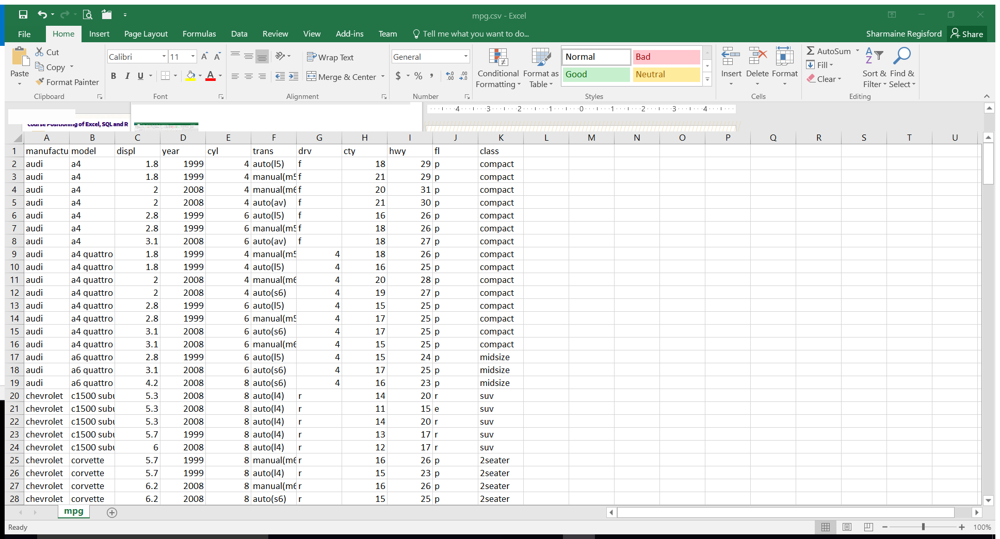 mpg.csv - Excel
File Home Insert Page Layout Formulas Data Review View Add-ins Team Tell me what you want to do... Sharmaine Regisford Share
Paste Cut Copy Format Painter Clipboard
Calibri 11 A A B I U A Font
Wrap Text Merge & Center Alignment
General $ % , .0 .00 .00 .0 Number
Conditional Formatting Format as Table Normal Bad Good Neutral Styles
Insert Delete Format Cells
AutoSum Fill Clear Sort & Filter Find & Select Editing
4 3 2 1 0 1 2 3 4
Course Positioning of Excel, SQL and R
A B C D E F G H I J K L M N O P Q R S T U
1 manufactu model displ year cyl trans drv cty hwy fl class
2 audi a4 1.8 1999 4 auto(l5) f 18 29 p compact
3 audi a4 1.8 1999 4 manual(m5 f 21 29 p compact
4 audi a4 2 2008 4 manual(m6 f 20 31 p compact
5 audi a4 2 2008 4 auto(av) f 21 30 p compact
6 audi a4 2.8 1999 6 auto(l5) f 16 26 p compact
7 audi a4 2.8 1999 6 manual(m5 f 18 26 p compact
8 audi a4 3.1 2008 6 auto(av) f 18 27 p compact
9 audi a4 quattro 1.8 1999 4 manual(m5 4 18 26 p compact
10 audi a4 quattro 1.8 1999 4 auto(l5) 4 16 25 p compact
11 audi a4 quattro 2 2008 4 manual(m6 4 20 28 p compact
12 audi a4 quattro 2 2008 4 auto(s6) 4 19 27 p compact
13 audi a4 quattro 2.8 1999 6 auto(l5) 4 15 25 p compact
14 audi a4 quattro 2.8 1999 6 manual(m5 4 17 25 p compact
15 audi a4 quattro 3.1 2008 6 auto(s6) 4 17 25 p compact
16 audi a4 quattro 3.1 2008 6 manual(m6 4 15 25 p compact
17 audi a6 quattro 2.8 1999 6 auto(l5) 4 15 24 p midsize
18 audi a6 quattro 3.1 2008 6 auto(s6) 4 17 25 p midsize
19 audi a6 quattro 4.2 2008 8 auto(s6) 4 16 23 p midsize
20 chevrolet c1500 subu 5.3 2008 8 auto(l4) r 14 20 r suv
21 chevrolet c1500 subu 5.3 2008 8 auto(l4) r 11 15 e suv
22 chevrolet c1500 subu 5.3 2008 8 auto(l4) r 14 20 r suv
23 chevrolet c1500 subu 5.7 1999 8 auto(l4) r 13 17 r suv
24 chevrolet c1500 subu 6 2008 8 auto(l4) r 12 17 r suv
25 chevrolet corvette 5.7 1999 8 manual(m6 r 16 26 p 2seater
26 chevrolet corvette 5.7 1999 8 auto(l4) r 15 23 p 2seater
27 chevrolet corvette 6.2 2008 8 manual(m6 r 16 26 p 2seater
28 chevrolet corvette 6.2 2008 8 auto(s6) r 15 25 p 2seater
mpg
Ready 100%